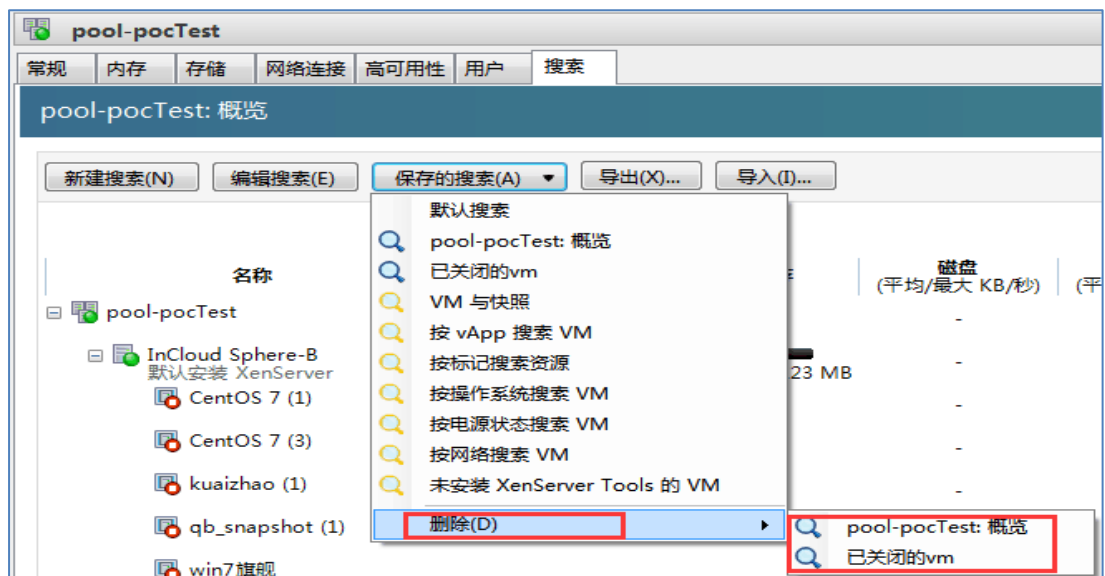 pool-pocTest
常规 内存 存储 网络连接 高可用性 用户 搜索
pool-pocTest: 概览
新建搜索(N) 编辑搜索(E) 保存的搜索(A) 导出(X)... 导入(I)...
默认搜索
pool-pocTest: 概览
已关闭的vm
VM 与快照
按 vApp 搜索 VM
按标记搜索资源
按操作系统搜索 VM
按电源状态搜索 VM
按网络搜索 VM
未安装 XenServer Tools 的 VM
删除(D)
pool-pocTest: 概览
已关闭的vm
名称
磁盘
(平均/最大 KB/秒) (平
pool-pocTest
-
InCloud Sphere-B
-
默认安装 XenServer
23 MB
CentOS 7 (1)
-
CentOS 7 (3)
-
kuaizhao (1)
-
qb_snapshot (1)
win7旗舰